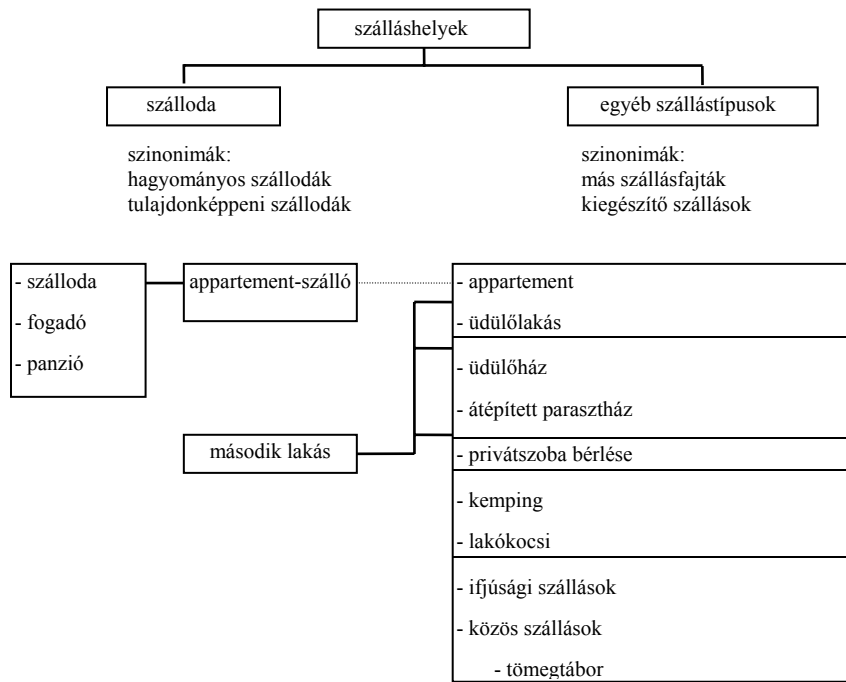 szálláshelyek
szálloda
egyéb szállástípusok
szinonimák:
hagyományos szállodák
tulajdonképpeni szállodák
szinonimák:
más szállásfajták
kiegészítő szállások
- szálloda
- fogadó
- panzió
appartement-szálló
második lakás
- appartement
- üdülőlakás
- üdülőház
- átépített parasztház
- privátszoba bérlése
- kemping
- lakókocsi
- ifjúsági szállások
- közös szállások
- tömegtábor